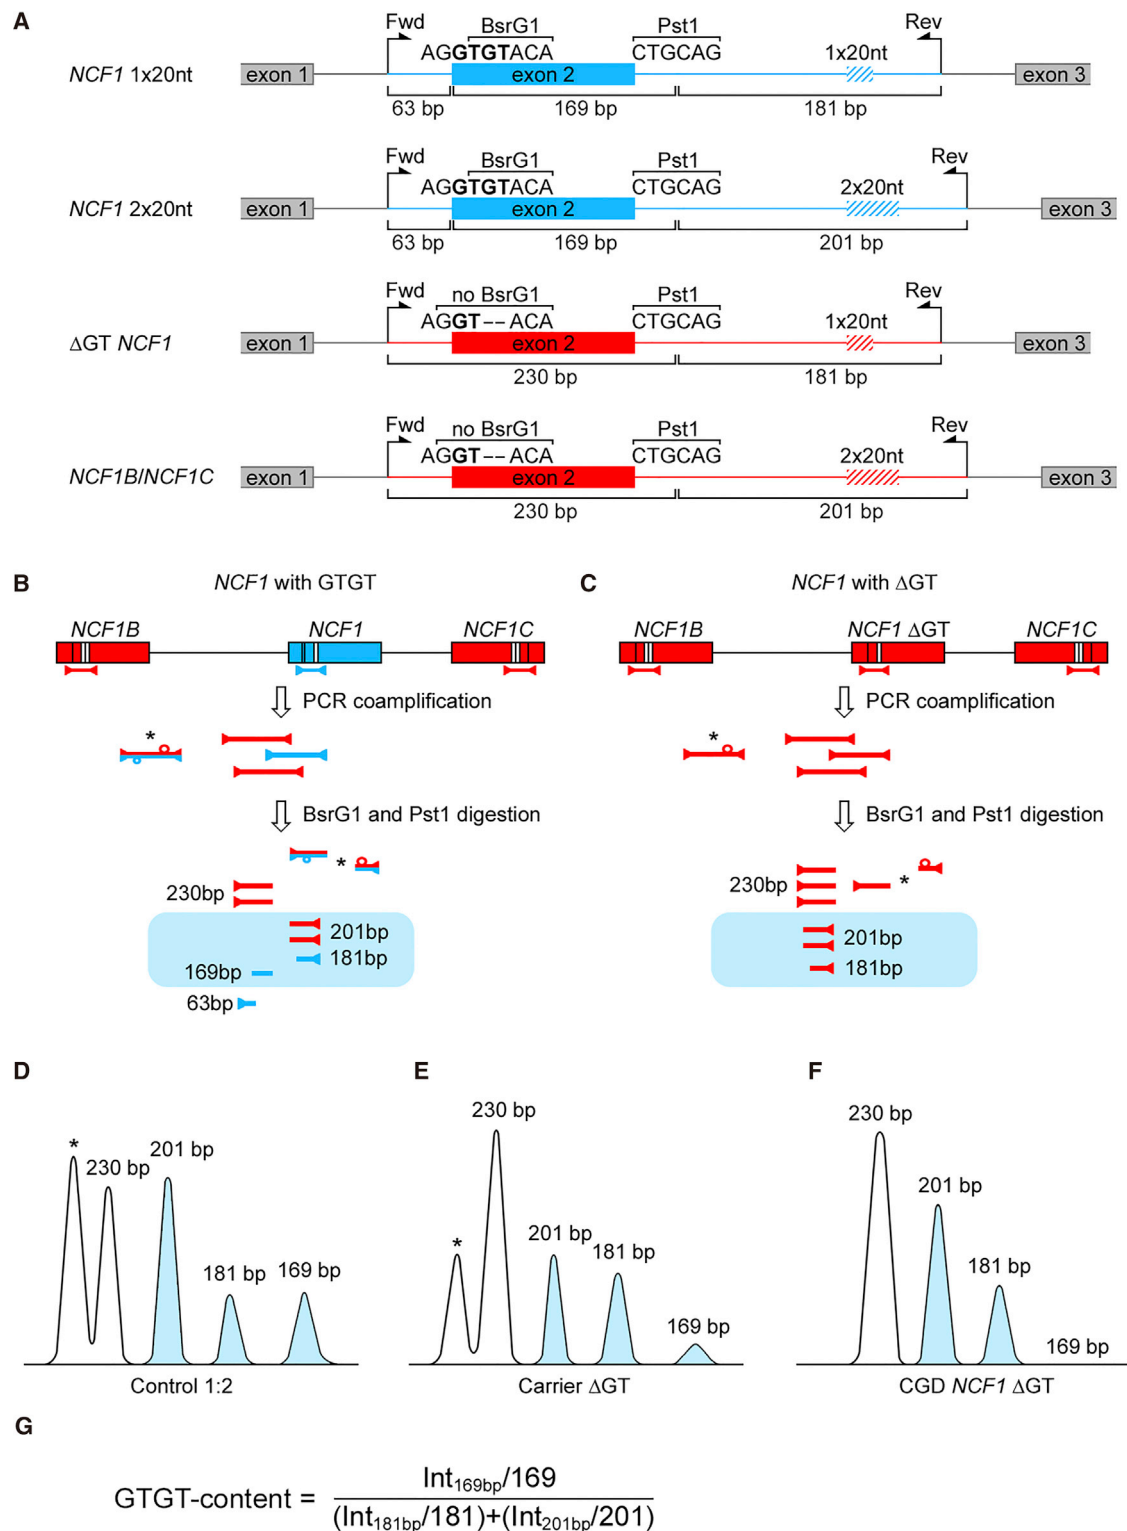 A
Fwd BsrG1 Pst1 Rev
AGGTGTACA CTGCAG 1x20nt
NCF1 1x20nt exon 1 exon 2 exon 3
63 bp 169 bp 181 bp
Fwd BsrG1 Pst1 Rev
AGGTGTACA CTGCAG 2x20nt
NCF1 2x20nt exon 1 exon 2 exon 3
63 bp 169 bp 201 bp
Fwd no BsrG1 Pst1 Rev
AGGT--ACA CTGCAG 1x20nt
ΔGT NCF1 exon 1 exon 2 exon 3
230 bp 181 bp
Fwd no BsrG1 Pst1 Rev
AGGT--ACA CTGCAG 2x20nt
NCF1B/NCF1C exon 1 exon 2 exon 3
230 bp 201 bp
B NCF1 with GTGT
NCF1B NCF1 NCF1C
PCR coamplification
*
BsrG1 and Pst1 digestion
*
230bp
201bp
181bp
169bp
63bp
C NCF1 with ΔGT
NCF1B NCF1 ΔGT NCF1C
PCR coamplification
*
BsrG1 and Pst1 digestion
*
230bp
201bp
181bp
D
* 230 bp 201 bp 181 bp 169 bp
Control 1:2
E
* 230 bp 201 bp 181 bp 169 bp
Carrier ΔGT
F
230 bp 201 bp 181 bp 169 bp
CGD NCF1 ΔGT
G
Int169bp/169
GTGT-content =
(Int181bp/181)+(Int201bp/201)